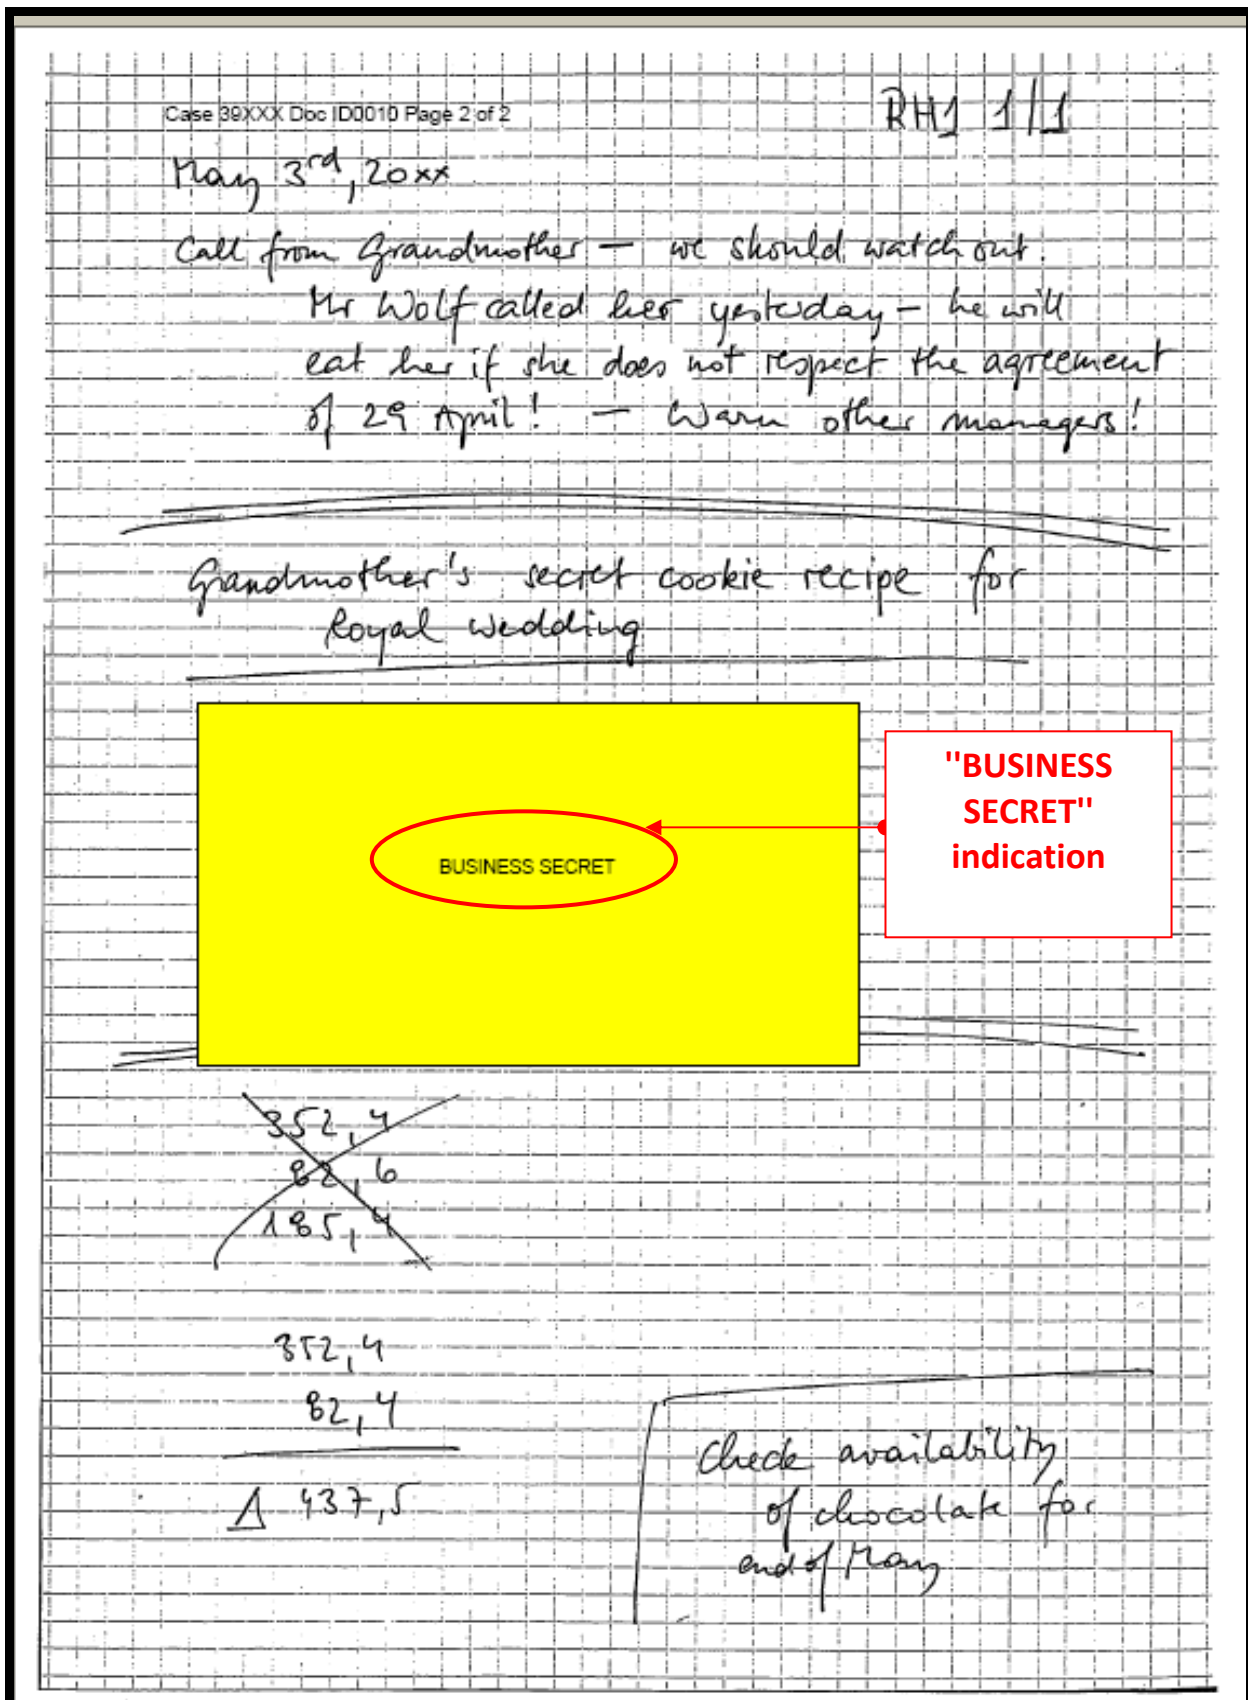 Case 39XXX Doc ID0010 Page 2 of 2
RH1 1/1
May 3rd, 20xx
Call from Grandmother – we should watch out.
Mr Wolf called her yesterday – he will
eat her if she does not respect the agreement
of 29 April! – Warn other managers!
Grandmother's secret cookie recipe for
Royal Wedding
"BUSINESS
SECRET"
indication
BUSINESS SECRET
352,4
82,6
185,4
352,4
82,4
Δ 437,5
Check availability
of chocolate for
end of May